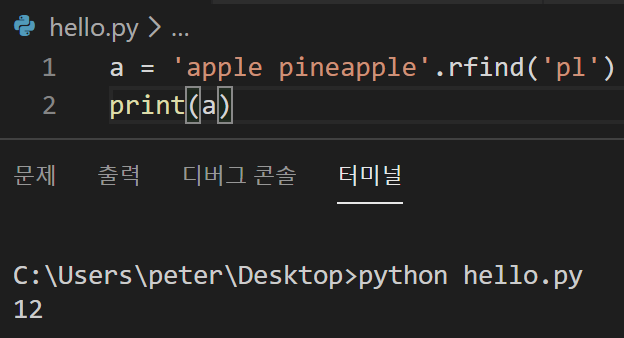 hello.py > ...
1 a = 'apple pineapple'.rfind('pl')
2 print(a)
문제 출력 디버그 콘솔 터미널
C:\Users\peter\Desktop>python hello.py
12